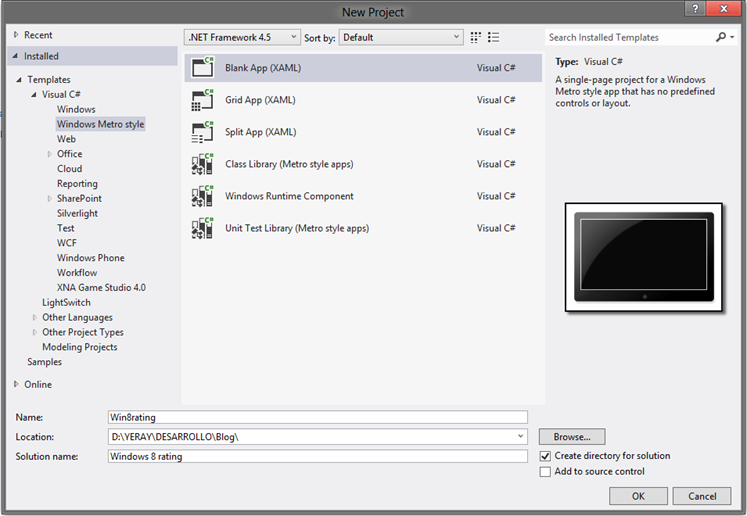 New Project
Recent
Installed
Templates
Visual C#
Windows
Windows Metro style
Web
Office
Cloud
Reporting
SharePoint
Silverlight
Test
WCF
Windows Phone
Workflow
XNA Game Studio 4.0
LightSwitch
Other Languages
Other Project Types
Modeling Projects
Samples
Online
.NET Framework 4.5 Sort by: Default
Blank App (XAML) Visual C#
Grid App (XAML) Visual C#
Split App (XAML) Visual C#
Class Library (Metro style apps) Visual C#
Windows Runtime Component Visual C#
Unit Test Library (Metro style apps) Visual C#
Search Installed Templates
Type: Visual C#
A single-page project for a Windows
Metro style app that has no predefined
controls or layout.
Name: Win8rating
Location: D:\YERAY\DESARROLLO\Blog\ Browse...
Solution name: Windows 8 rating
Create directory for solution
Add to source control
OK Cancel